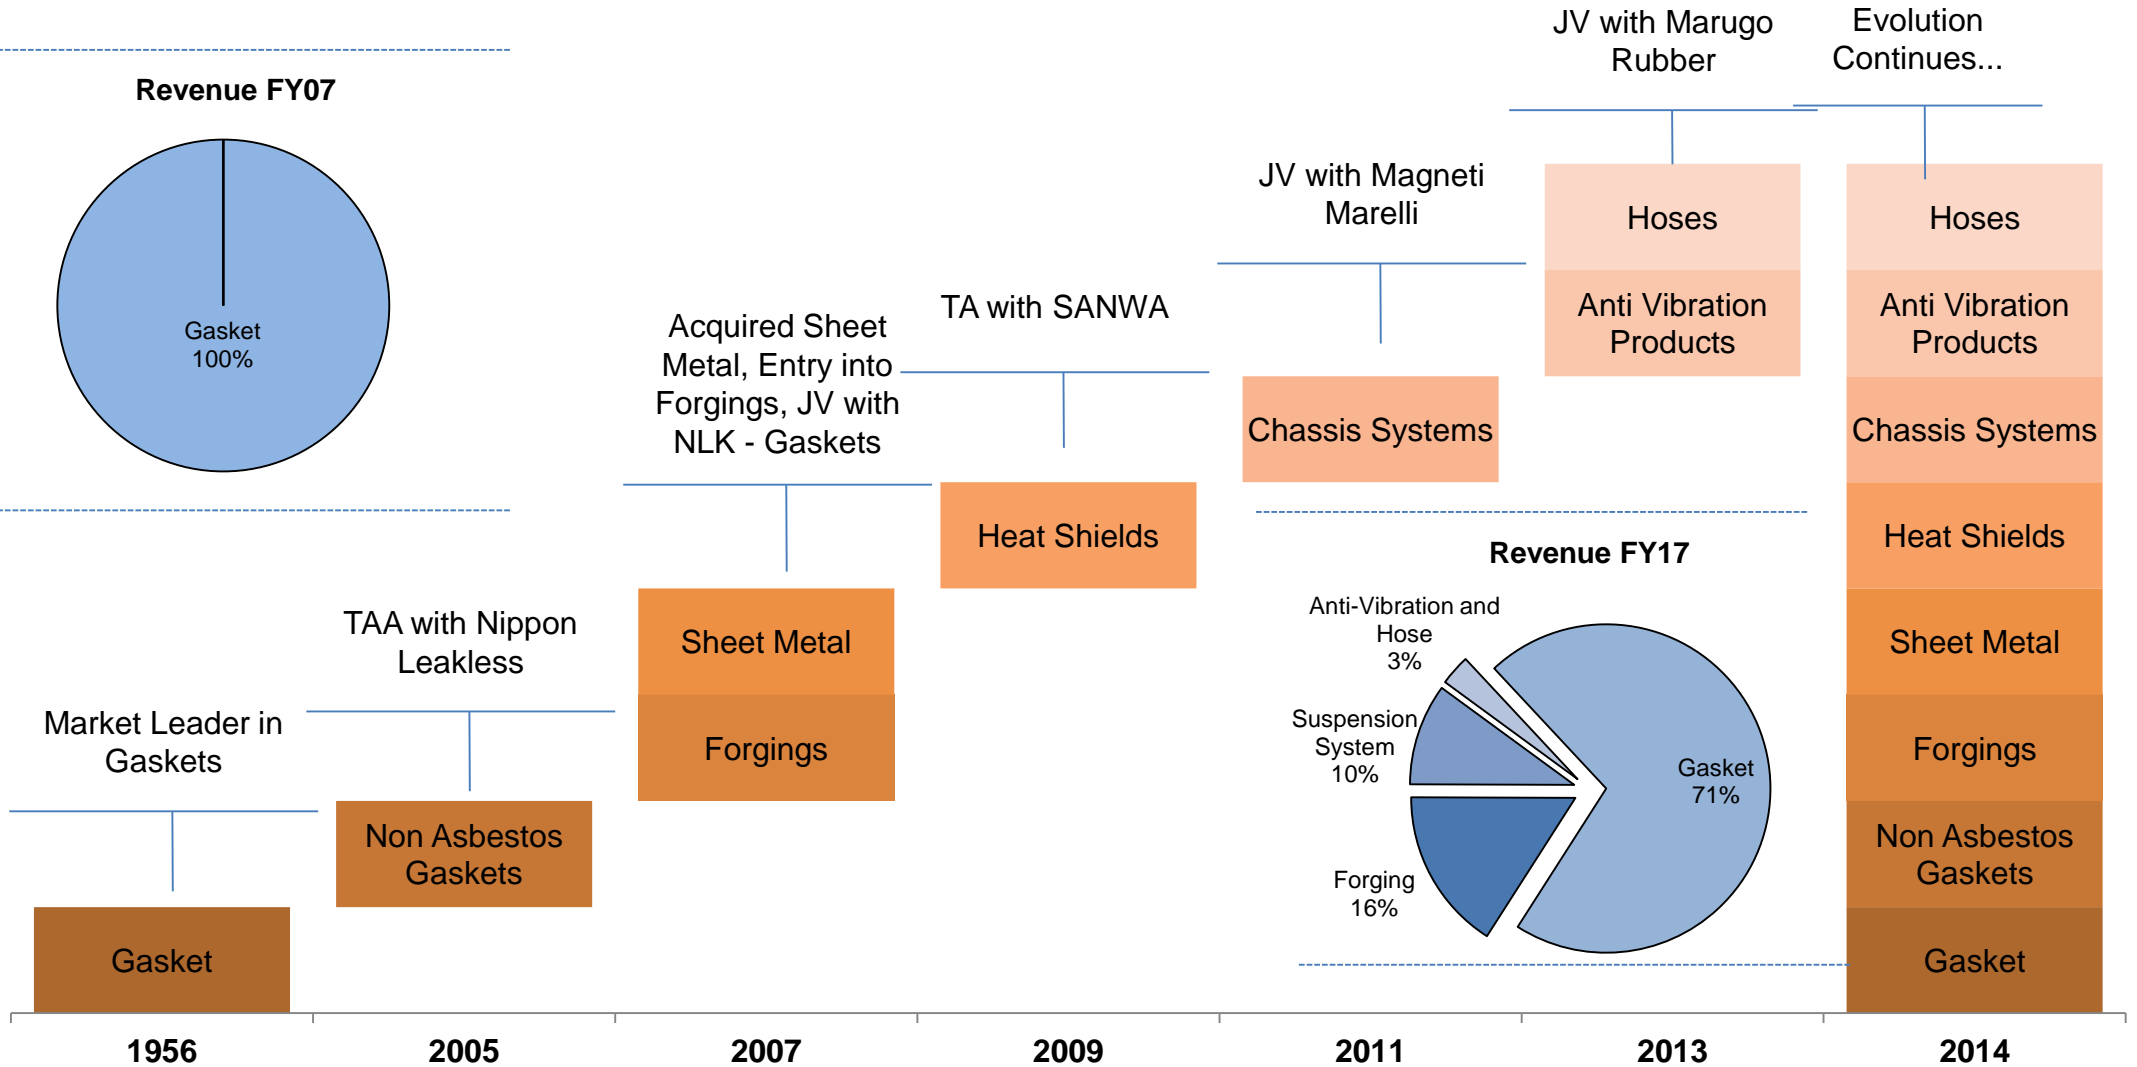 Revenue FY07
Gasket
100%
Market Leader in
Gaskets
Gasket
1956
TAA with Nippon
Leakless
Non Asbestos
Gaskets
2005
Acquired Sheet
Metal, Entry into
Forgings, JV with
NLK - Gaskets
Sheet Metal
Forgings
2007
TA with SANWA
Heat Shields
2009
JV with Magneti
Marelli
Chassis Systems
2011
JV with Marugo
Rubber
Hoses
Anti Vibration
Products
2013
Revenue FY17
Anti-Vibration and
Hose
3%
Suspension
System
10%
Forging
16%
Gasket
71%
Evolution
Continues...
Hoses
Anti Vibration
Products
Chassis Systems
Heat Shields
Sheet Metal
Forgings
Non Asbestos
Gaskets
Gasket
2014